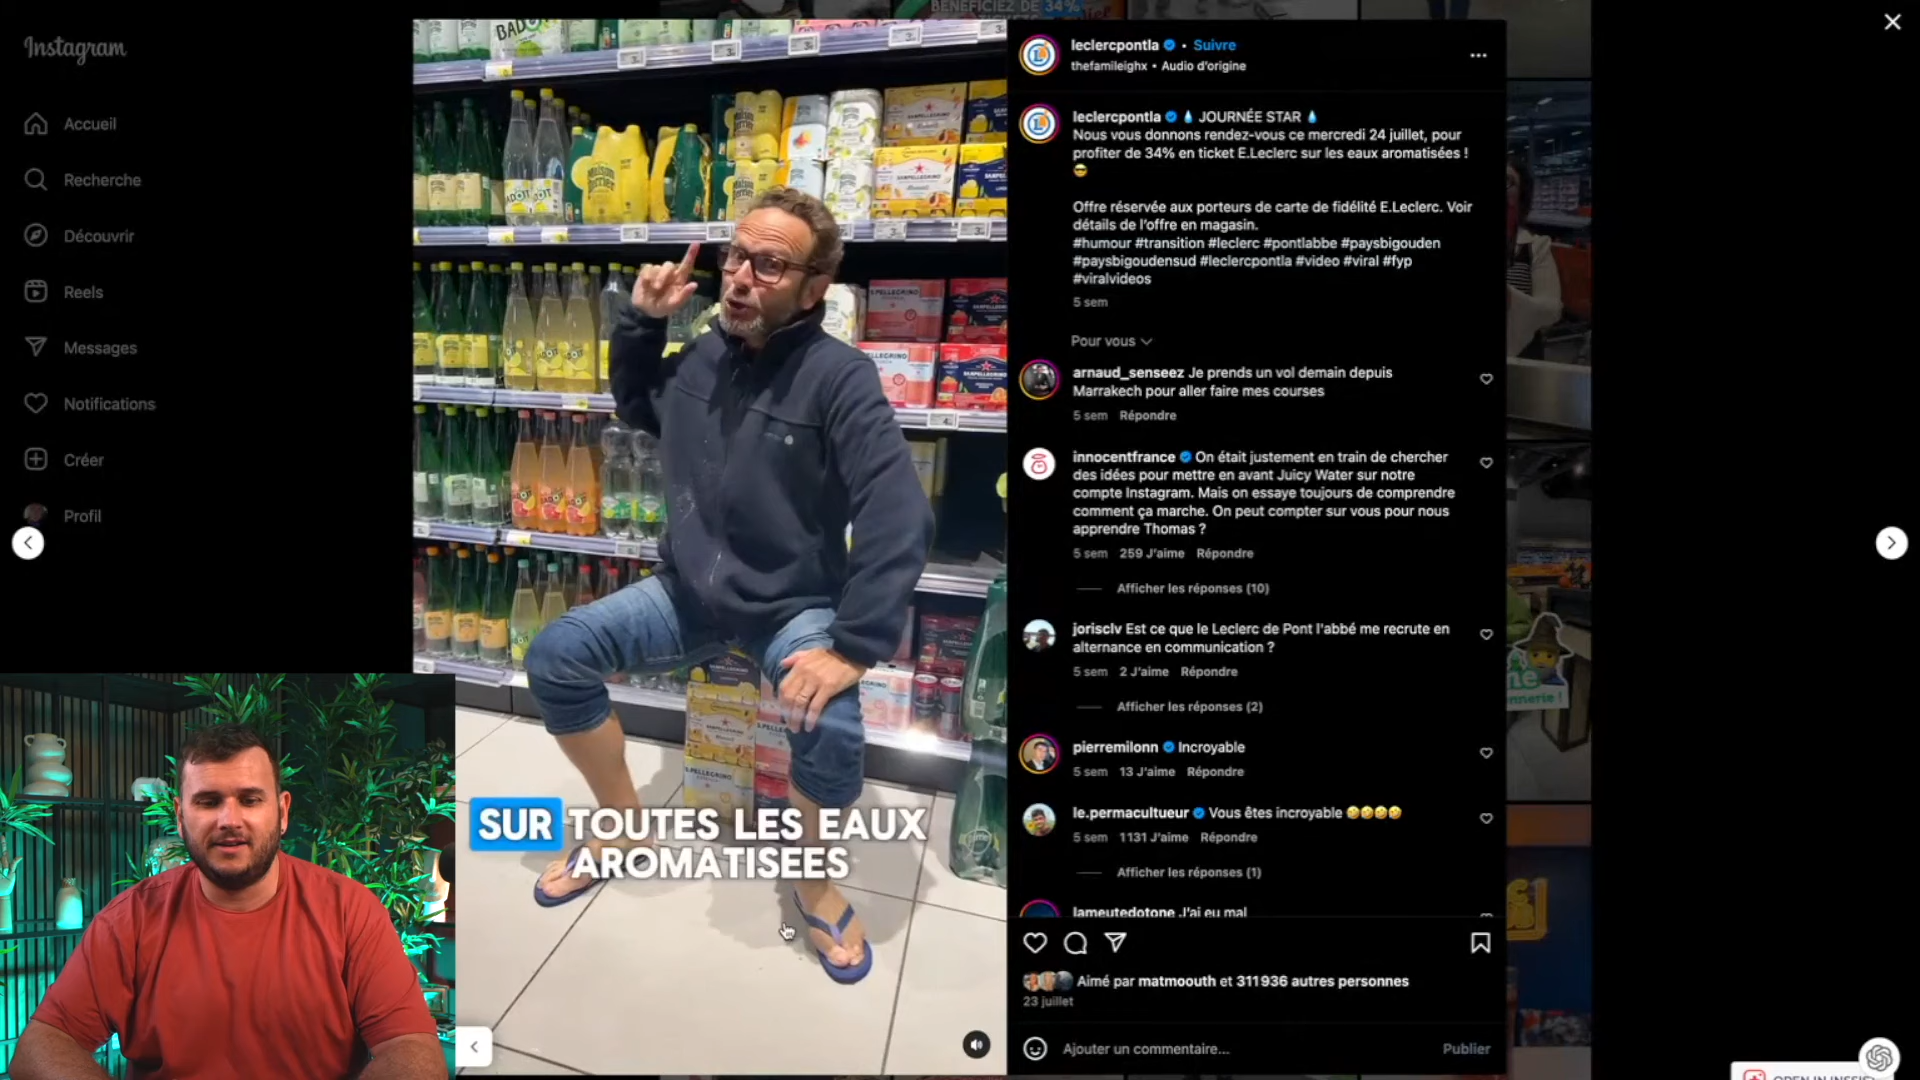 Instagram
Accueil
Recherche
Découvrir
Reels
Messages
Notifications
Créer
Profil
BÉNÉFICIEZ DE 34%
BADOIT
SUR TOUTES LES EAUX
AROMATISEES
leclercpontla • Suivre
thefamileighx • Audio d'origine
leclercpontla 💧 JOURNÉE STAR 💧
Nous vous donnons rendez-vous ce mercredi 24 juillet, pour
profiter de 34% en ticket E.Leclerc sur les eaux aromatisées !
😎
Offre réservée aux porteurs de carte de fidélité E.Leclerc. Voir
détails de l'offre en magasin.
#humour #transition #leclerc #pontlabbe #paysbigouden
#paysbigoudensud #leclercpontla #video #viral #fyp
#viralvideos
5 sem
Pour vous
arnaud_senseez Je prends un vol demain depuis
Marrakech pour aller faire mes courses
5 sem Répondre
innocentfrance On était justement en train de chercher
des idées pour mettre en avant Juicy Water sur notre
compte Instagram. Mais on essaye toujours de comprendre
comment ça marche. On peut compter sur vous pour nous
apprendre Thomas ?
5 sem 259 J'aime Répondre
Afficher les réponses (10)
jorisclv Est ce que le Leclerc de Pont l'abbé me recrute en
alternance en communication ?
5 sem 2 J'aime Répondre
Afficher les réponses (2)
pierremilonn Incroyable
5 sem 13 J'aime Répondre
le.permacultueur Vous êtes incroyable 🤣🤣🤣🤣
5 sem 1131 J'aime Répondre
Afficher les réponses (1)
lameutedotone J'ai eu mal
Aimé par matmoouth et 311 936 autres personnes
23 juillet
Ajouter un commentaire...
Publier